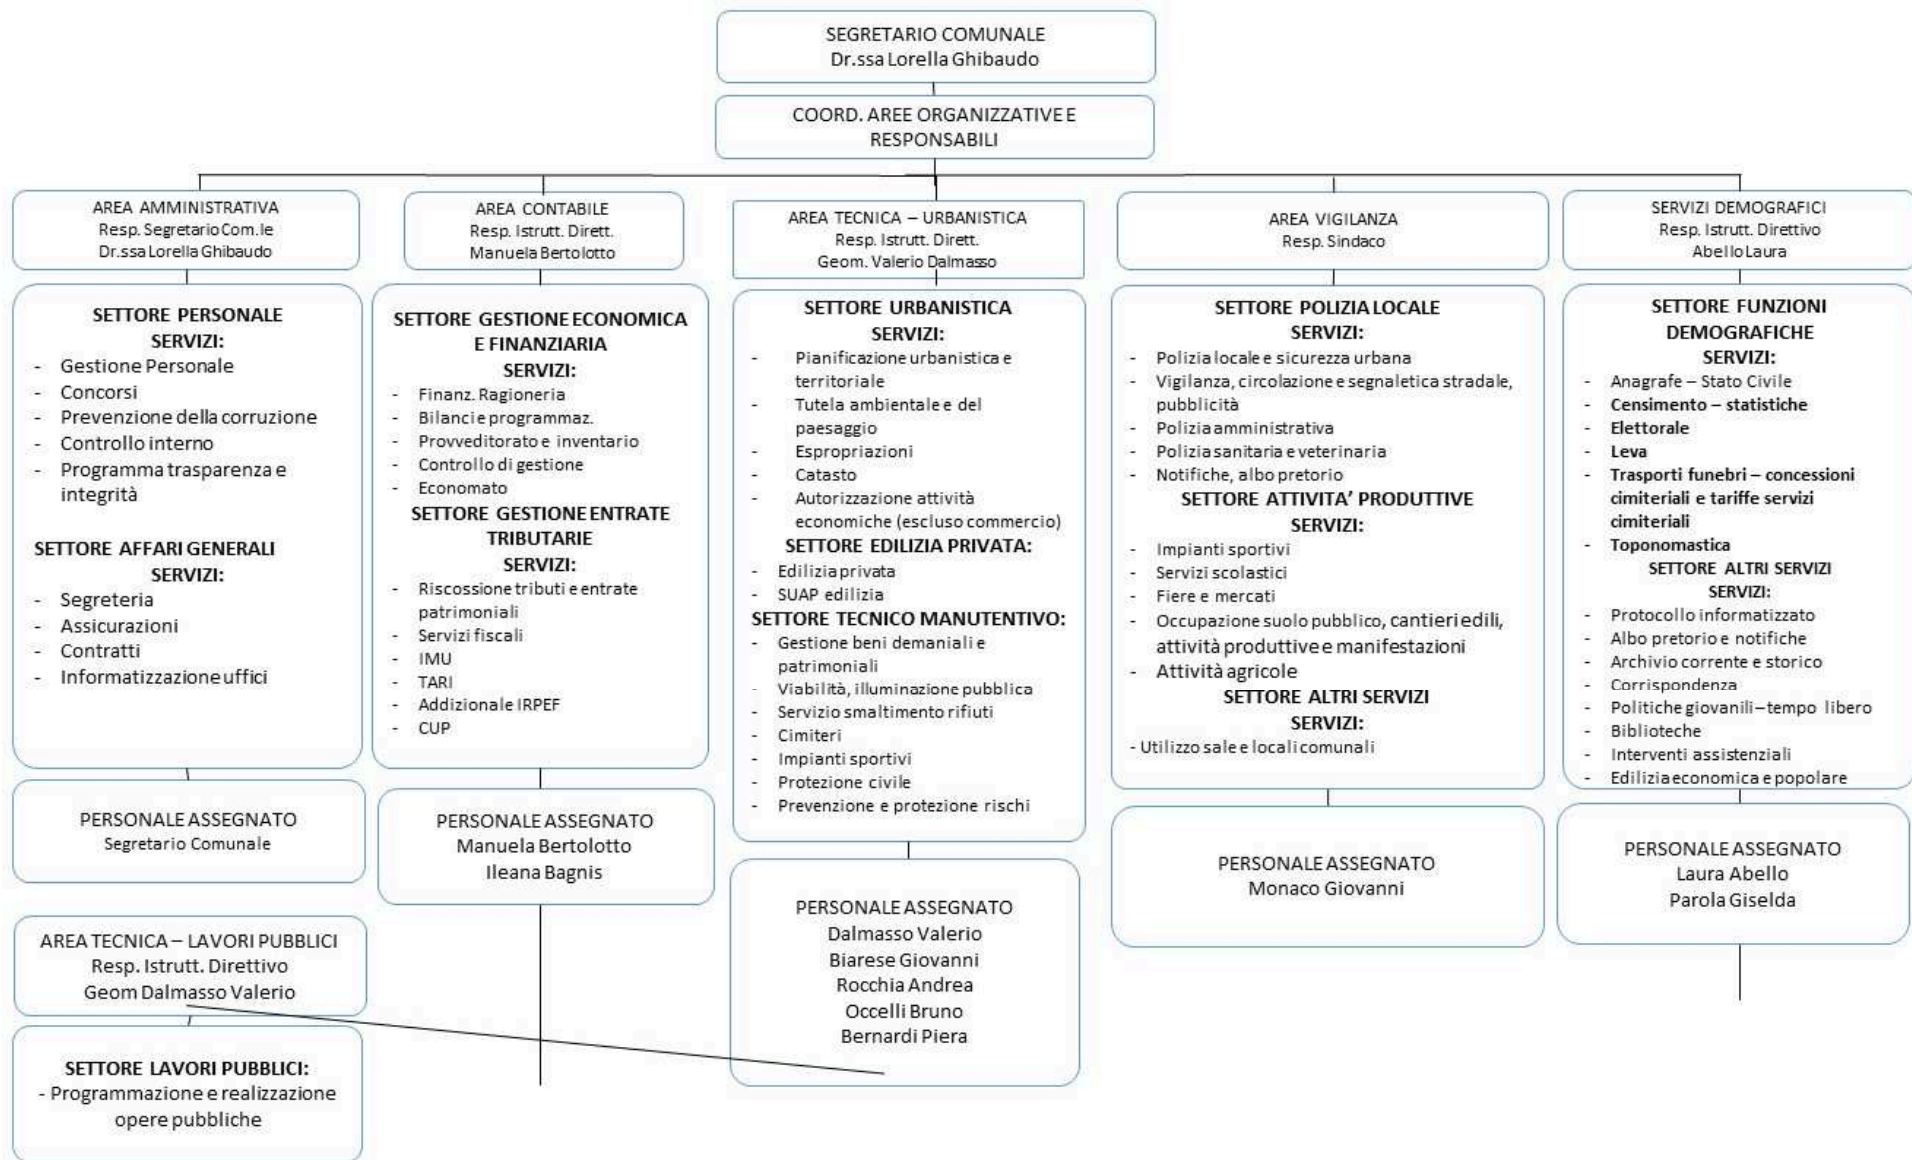 SEGRETARIO COMUNALE
Dr.ssa Lorella Ghibaudo
COORD. AREE ORGANIZZATIVE E
RESPONSABILI
AREA AMMINISTRATIVA
Resp. Segretario Com.le
Dr.ssa Lorella Ghibaudo
SETTORE PERSONALE
SERVIZI:
- Gestione Personale
- Concorsi
- Prevenzione della corruzione
- Controllo interno
- Programma trasparenza e
integrità
SETTORE AFFARI GENERALI
SERVIZI:
- Segreteria
- Assicurazioni
- Contratti
- Informatizzazione uffici
PERSONALE ASSEGNATO
Segretario Comunale
AREA TECNICA – LAVORI PUBBLICI
Resp. Istrutt. Direttivo
Geom Dalmasso Valerio
SETTORE LAVORI PUBBLICI:
- Programmazione e realizzazione
opere pubbliche
AREA CONTABILE
Resp. Istrutt. Dirett.
Manuela Bertolotto
SETTORE GESTIONE ECONOMICA
E FINANZIARIA
SERVIZI:
- Finanz. Ragioneria
- Bilanci e programmaz.
- Provveditorato e inventario
- Controllo di gestione
- Economato
SETTORE GESTIONE ENTRATE
TRIBUTARIE
SERVIZI:
- Riscossione tributi e entrate
patrimoniali
- Servizi fiscali
- IMU
- TARI
- Addizionale IRPEF
- CUP
PERSONALE ASSEGNATO
Manuela Bertolotto
Ileana Bagnis
AREA TECNICA – URBANISTICA
Resp. Istrutt. Dirett.
Geom. Valerio Dalmasso
SETTORE URBANISTICA
SERVIZI:
- Pianificazione urbanistica e
territoriale
- Tutela ambientale e del
paesaggio
- Espropriazioni
- Catasto
- Autorizzazione attività
economiche (escluso commercio)
SETTORE EDILIZIA PRIVATA:
- Edilizia privata
- SUAP edilizia
SETTORE TECNICO MANUTENTIVO:
- Gestione beni demaniali e
patrimoniali
- Viabilità, illuminazione pubblica
- Servizio smaltimento rifiuti
- Cimiteri
- Impianti sportivi
- Protezione civile
- Prevenzione e protezione rischi
PERSONALE ASSEGNATO
Dalmasso Valerio
Biarese Giovanni
Rocchia Andrea
Occelli Bruno
Bernardi Piera
AREA VIGILANZA
Resp. Sindaco
SETTORE POLIZIA LOCALE
SERVIZI:
- Polizia locale e sicurezza urbana
- Vigilanza, circolazione e segnaletica stradale,
pubblicità
- Polizia amministrativa
- Polizia sanitaria e veterinaria
- Notifiche, albo pretorio
SETTORE ATTIVITA’ PRODUTTIVE
SERVIZI:
- Impianti sportivi
- Servizi scolastici
- Fiere e mercati
- Occupazione suolo pubblico, cantieri edili,
attività produttive e manifestazioni
- Attività agricole
SETTORE ALTRI SERVIZI
SERVIZI:
- Utilizzo sale e locali comunali
PERSONALE ASSEGNATO
Monaco Giovanni
SERVIZI DEMOGRAFICI
Resp. Istrutt. Direttivo
Abello Laura
SETTORE FUNZIONI
DEMOGRAFICHE
SERVIZI:
- Anagrafe – Stato Civile
- Censimento – statistiche
- Elettorale
- Leva
- Trasporti funebri – concessioni
cimiteriali e tariffe servizi
cimiteriali
- Toponomastica
SETTORE ALTRI SERVIZI
SERVIZI:
- Protocollo informatizzato
- Albo pretorio e notifiche
- Archivio corrente e storico
- Corrispondenza
- Politiche giovanili – tempo libero
- Biblioteche
- Interventi assistenziali
- Edilizia economica e popolare
PERSONALE ASSEGNATO
Laura Abello
Parola Giselda